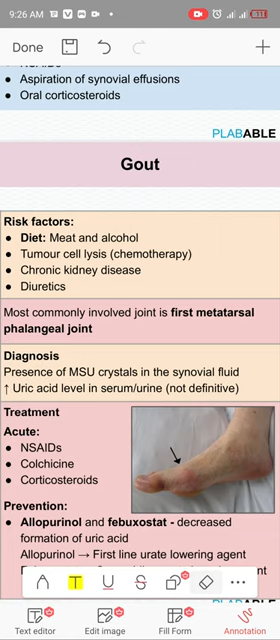 9:26 AM
Done
Aspiration of synovial effusions
Oral corticosteroids
PLABABLE
Gout
Risk factors:
Diet: Meat and alcohol
Tumour cell lysis (chemotherapy)
Chronic kidney disease
Diuretics
Most commonly involved joint is first metatarsal
phalangeal joint
Diagnosis
Presence of MSU crystals in the synovial fluid
↑ Uric acid level in serum/urine (not definitive)
Treatment
Acute:
NSAIDs
Colchicine
Corticosteroids
Prevention:
Allopurinol and febuxostat - decreased
formation of uric acid
Allopurinol → First line urate lowering agent
Text editor
Edit image
Fill Form
Annotation